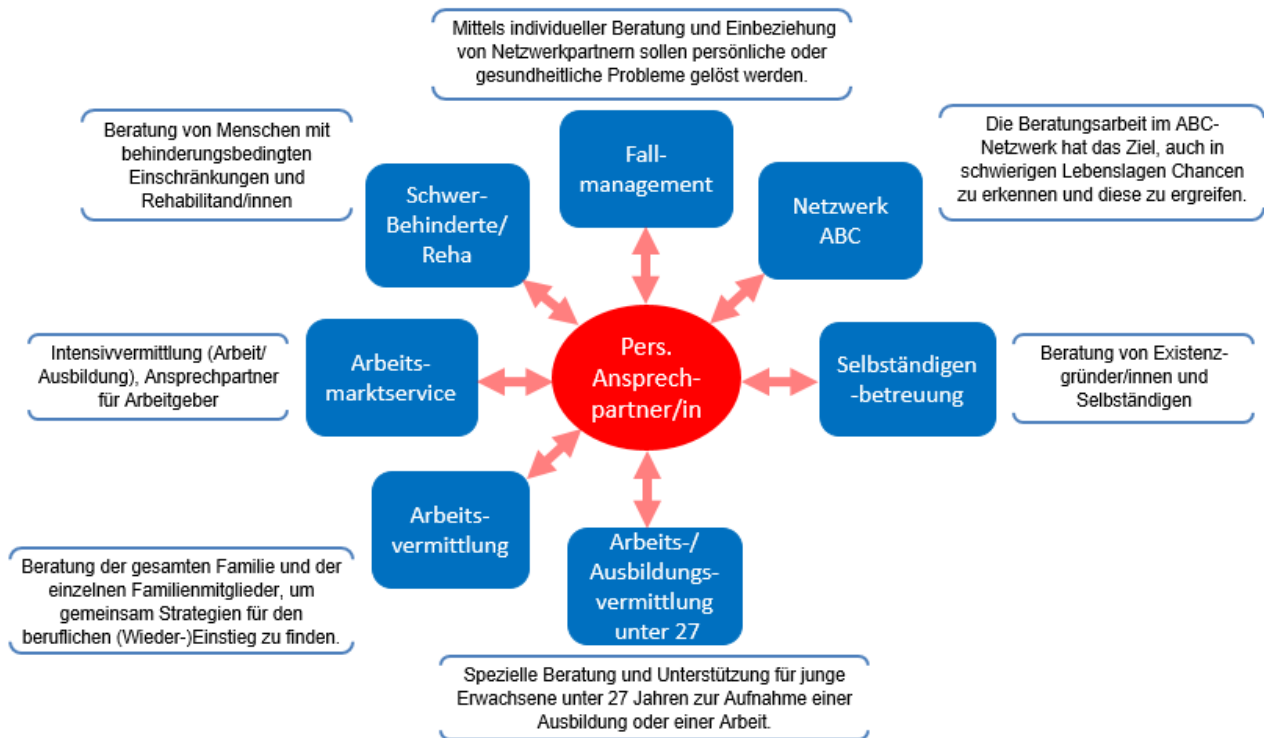 Mittels individueller Beratung und Einbeziehung
von Netzwerkpartnern sollen persönliche oder
gesundheitliche Probleme gelöst werden.
Fall-
management
Beratung von Menschen mit
behinderungsbedingten
Einschränkungen und
Rehabilitand/innen
Schwer-
Behinderte/
Reha
Netzwerk
ABC
Die Beratungsarbeit im ABC-
Netzwerk hat das Ziel, auch in
schwierigen Lebenslagen Chancen
zu erkennen und diese zu ergreifen.
Intensivvermittlung (Arbeit/
Ausbildung), Ansprechpartner
für Arbeitgeber
Arbeits-
marktservice
Pers.
Ansprech-
partner/in
Selbständigen
-betreuung
Beratung von Existenz-
gründer/innen und
Selbständigen
Arbeits-
vermittlung
Beratung der gesamten Familie und der
einzelnen Familienmitglieder, um
gemeinsam Strategien für den
beruflichen (Wieder-)Einstieg zu finden.
Arbeits-/
Ausbildungs-
vermittlung
unter 27
Spezielle Beratung und Unterstützung für junge
Erwachsene unter 27 Jahren zur Aufnahme einer
Ausbildung oder einer Arbeit.